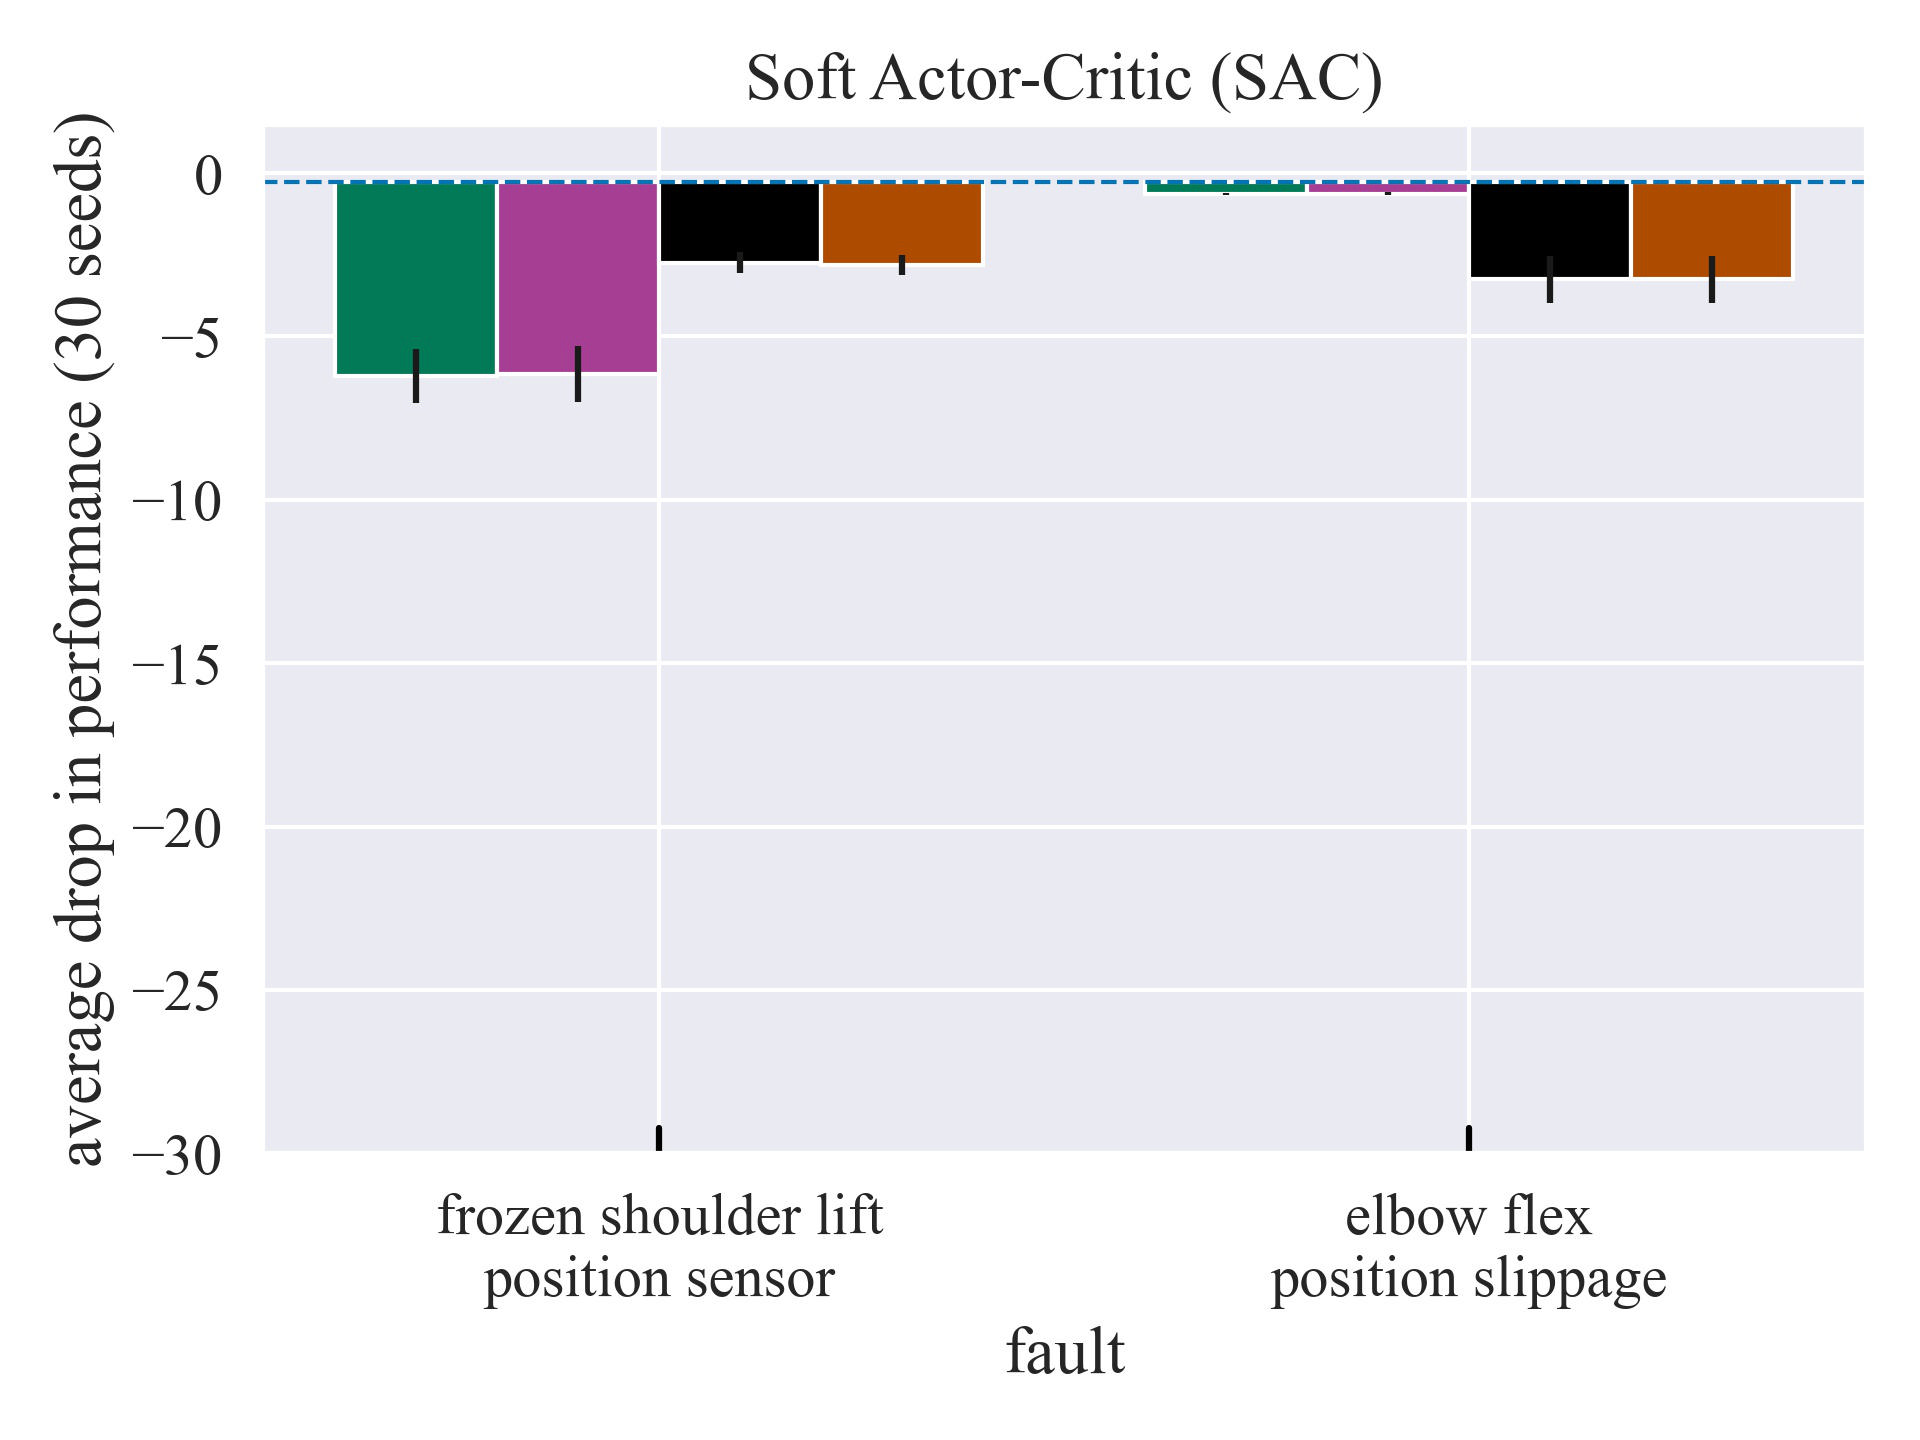 Soft Actor-Critic (SAC)
average drop in performance (30 seeds)
0
−5
−10
−15
−20
−25
−30
frozen shoulder lift
position sensor
elbow flex
position slippage
fault